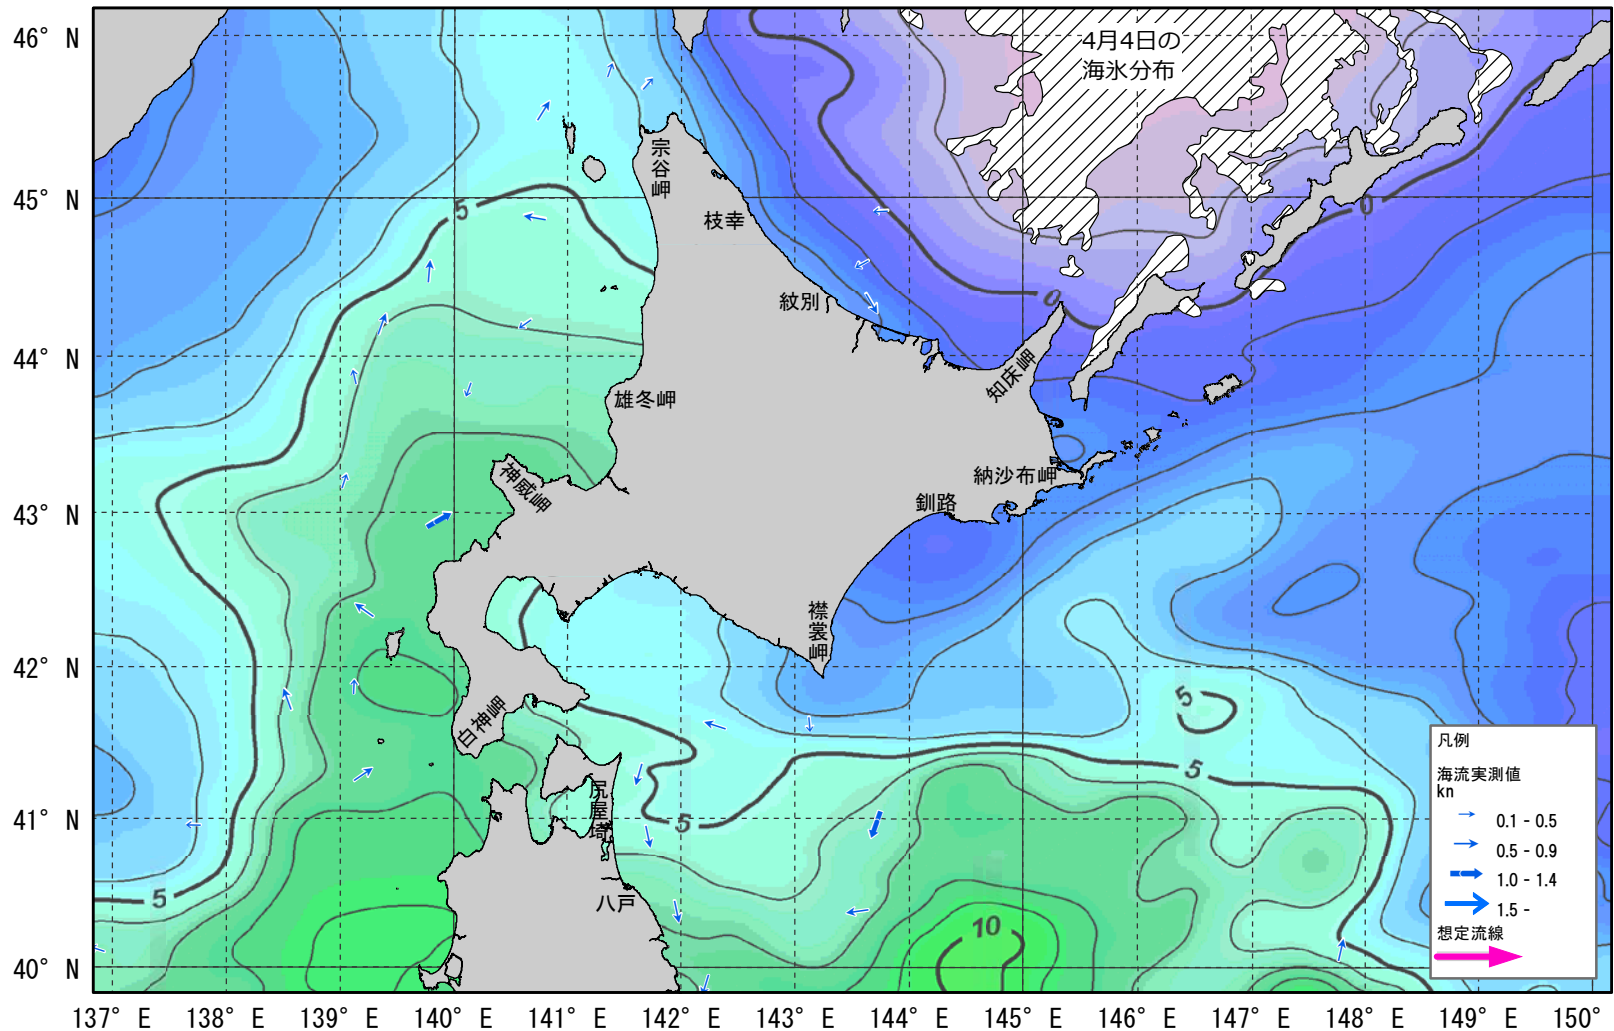 46° N
45° N
44° N
43° N
42° N
41° N
40° N
4月4日の
海氷分布
宗谷岬
枝幸
紋別
雄冬岬
知床岬
神威岬
納沙布岬
釧路
襟裳岬
白神岬
尻屋埼
八戸
5
0
0
5
5
5
5
10
凡例
海流実測値
kn
0.1 - 0.5
0.5 - 0.9
1.0 - 1.4
1.5 -
想定流線
137° E
138° E
139° E
140° E
141° E
142° E
143° E
144° E
145° E
146° E
147° E
148° E
149° E
150°